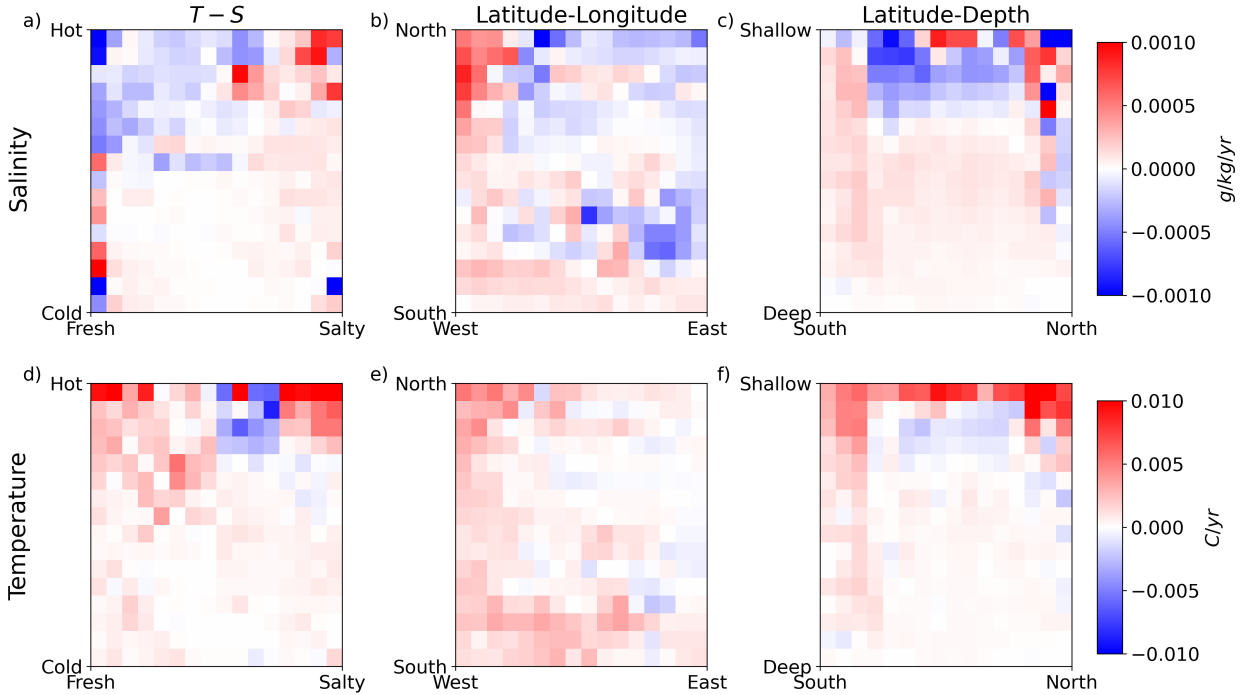 T − S
Latitude-Longitude
Latitude-Depth
a)
Hot
b)
North
c)
Shallow
Salinity
0.0010
0.0005
0.0000
−0.0005
−0.0010
g/kg/yr
Cold
Fresh
Salty
South
West
East
Deep
South
North
d)
Hot
e)
North
f)
Shallow
Temperature
0.010
0.005
0.000
−0.005
−0.010
C/yr
Cold
Fresh
Salty
South
West
East
Deep
South
North